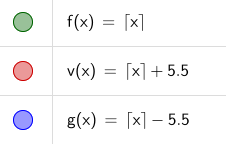 f(x) = ⌈x⌉
v(x) = ⌈x⌉ + 5.5
g(x) = ⌈x⌉ − 5.5